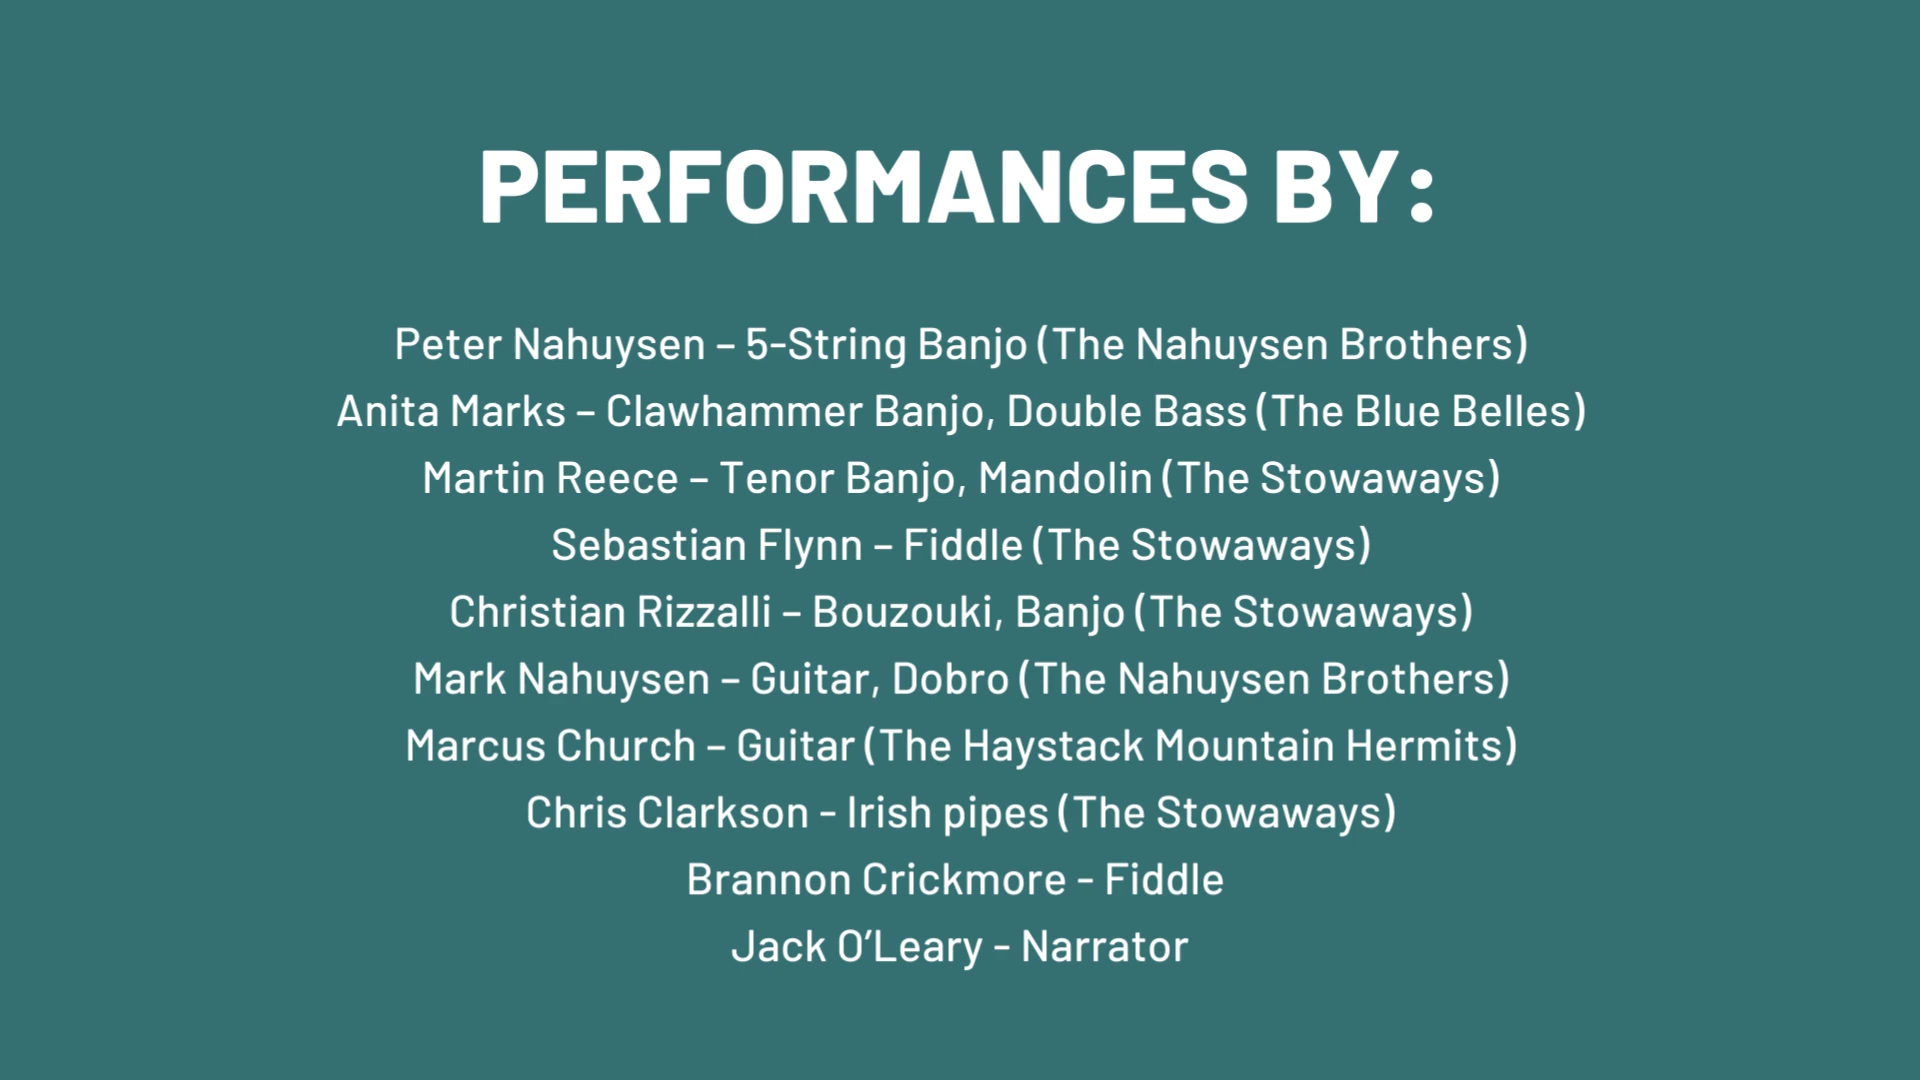 PERFORMANCES BY:
Peter Nahuysen – 5-String Banjo (The Nahuysen Brothers)
Anita Marks – Clawhammer Banjo, Double Bass (The Blue Belles)
Martin Reece – Tenor Banjo, Mandolin (The Stowaways)
Sebastian Flynn – Fiddle (The Stowaways)
Christian Rizzalli – Bouzouki, Banjo (The Stowaways)
Mark Nahuysen – Guitar, Dobro (The Nahuysen Brothers)
Marcus Church – Guitar (The Haystack Mountain Hermits)
Chris Clarkson - Irish pipes (The Stowaways)
Brannon Crickmore - Fiddle
Jack O’Leary - Narrator